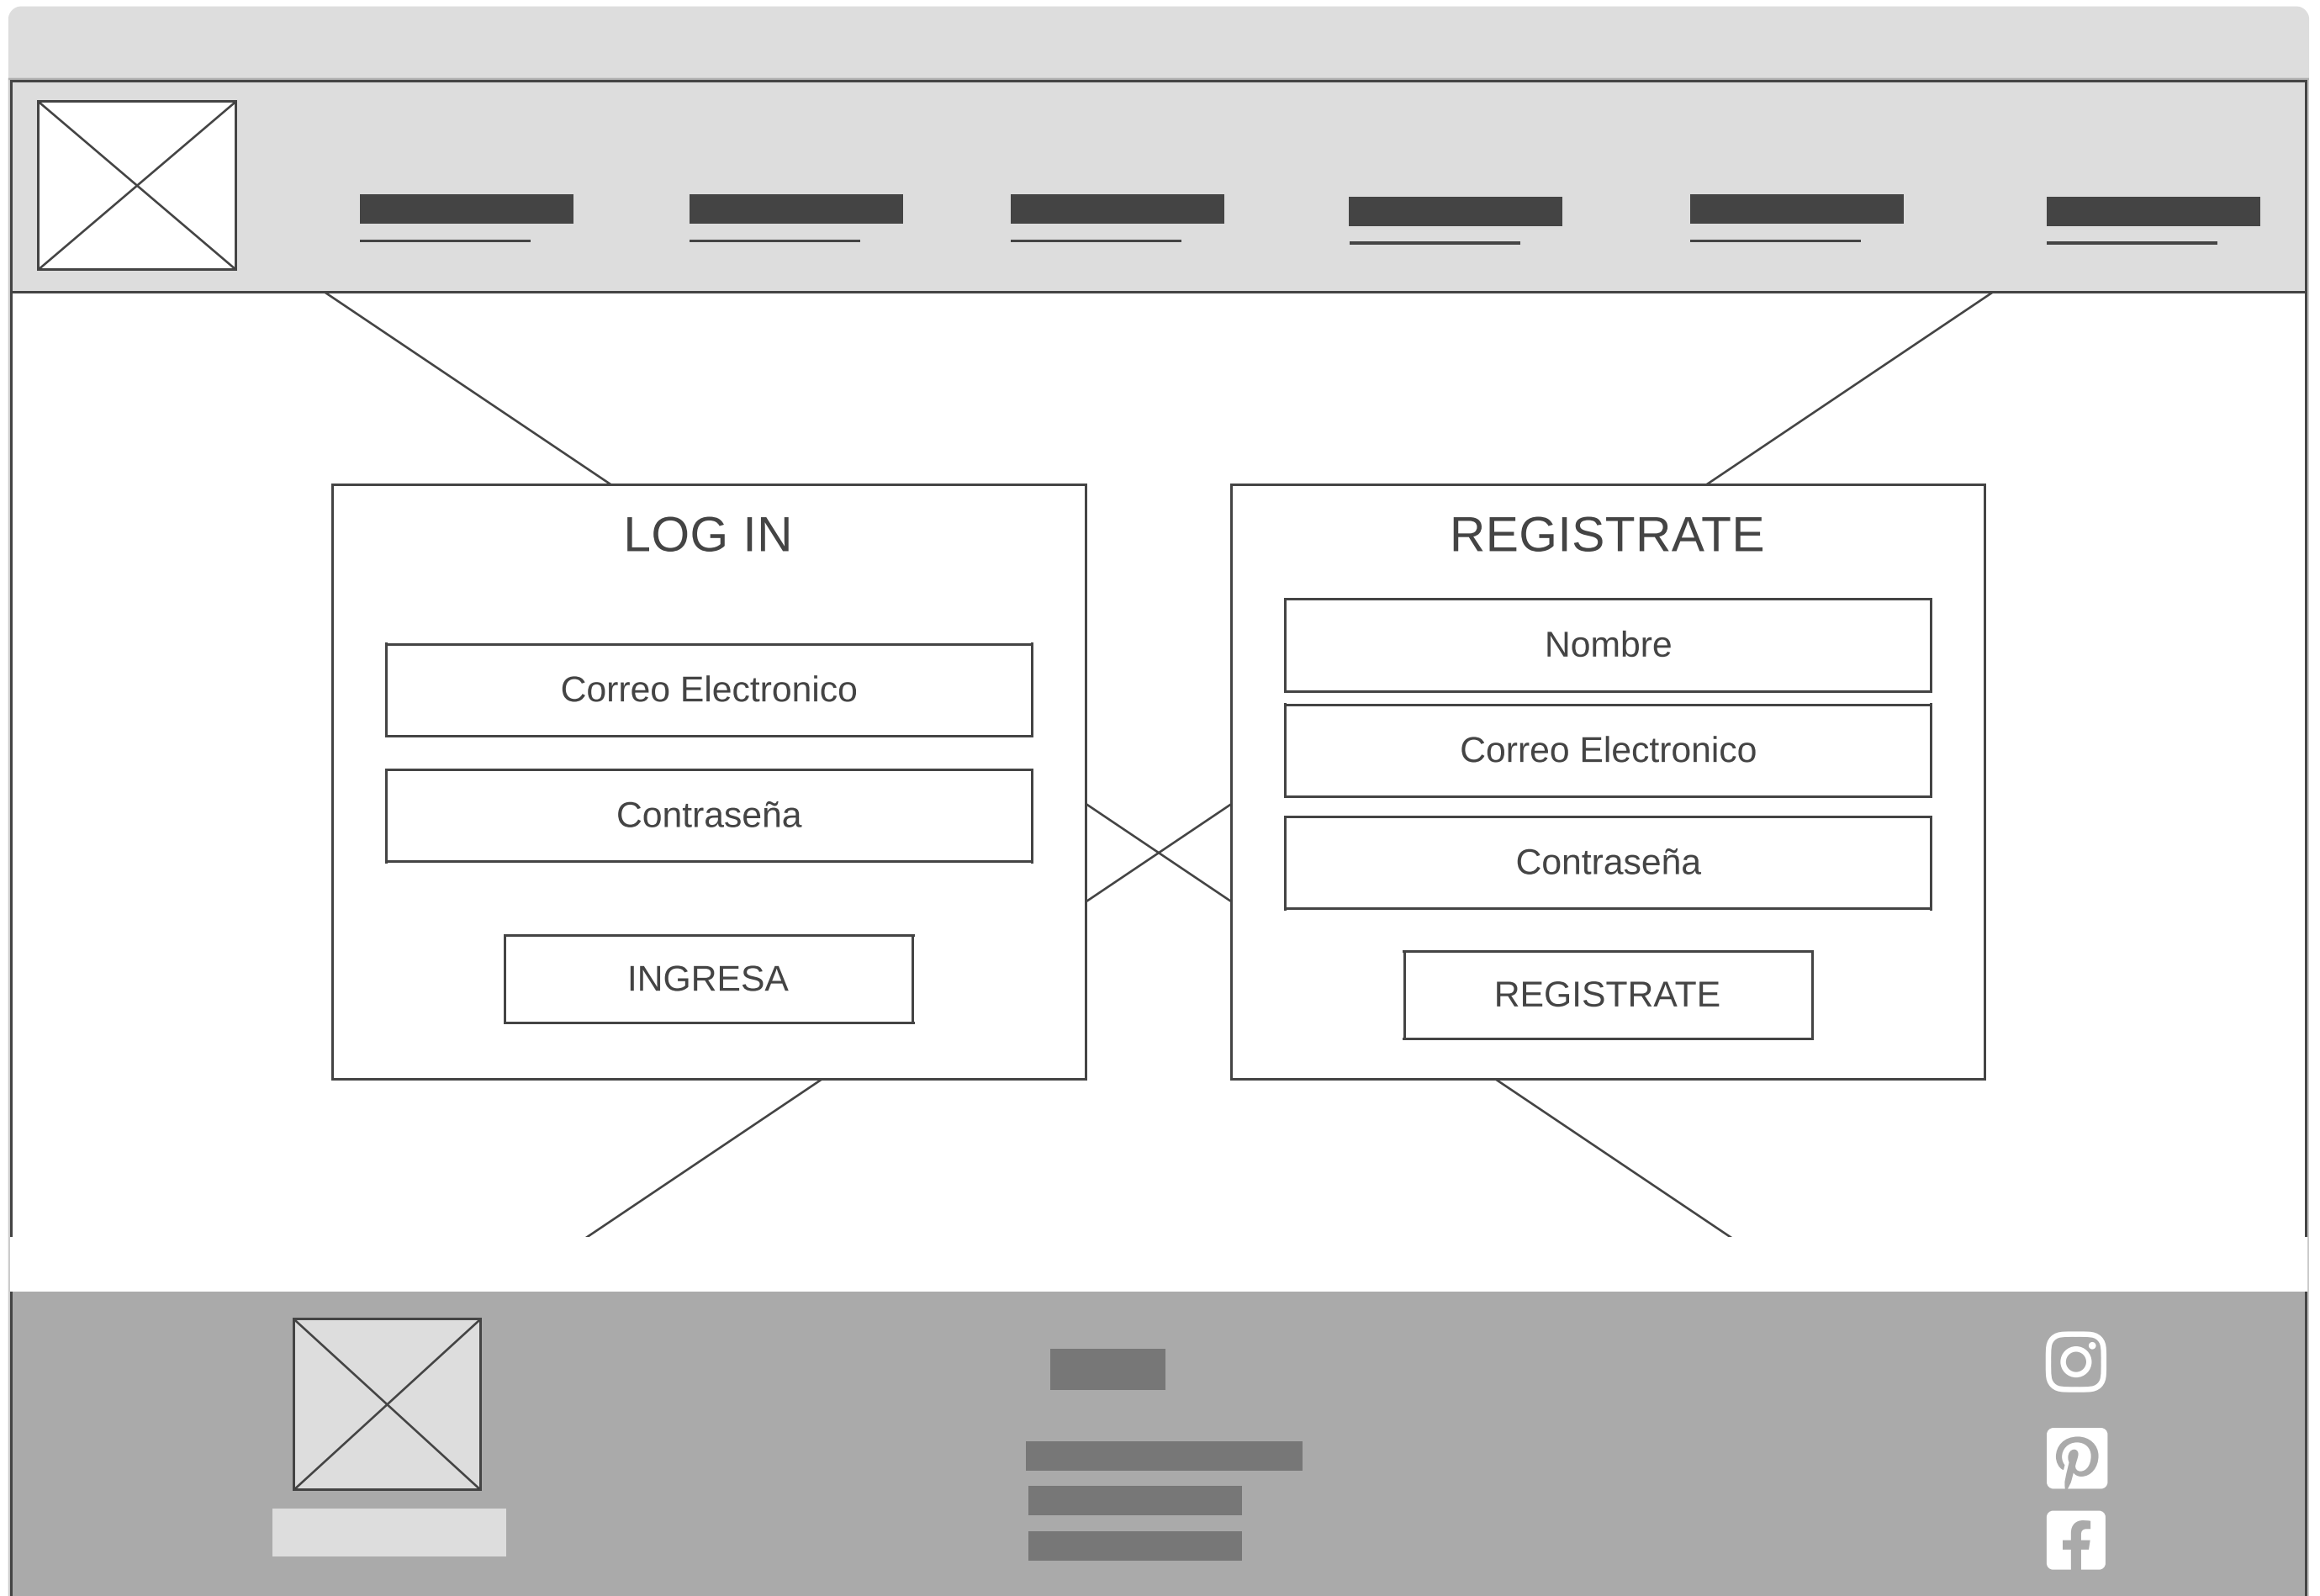 LOG IN
Correo Electronico
Contraseña
INGRESA
REGISTRATE
Nombre
Correo Electronico
Contraseña
REGISTRATE